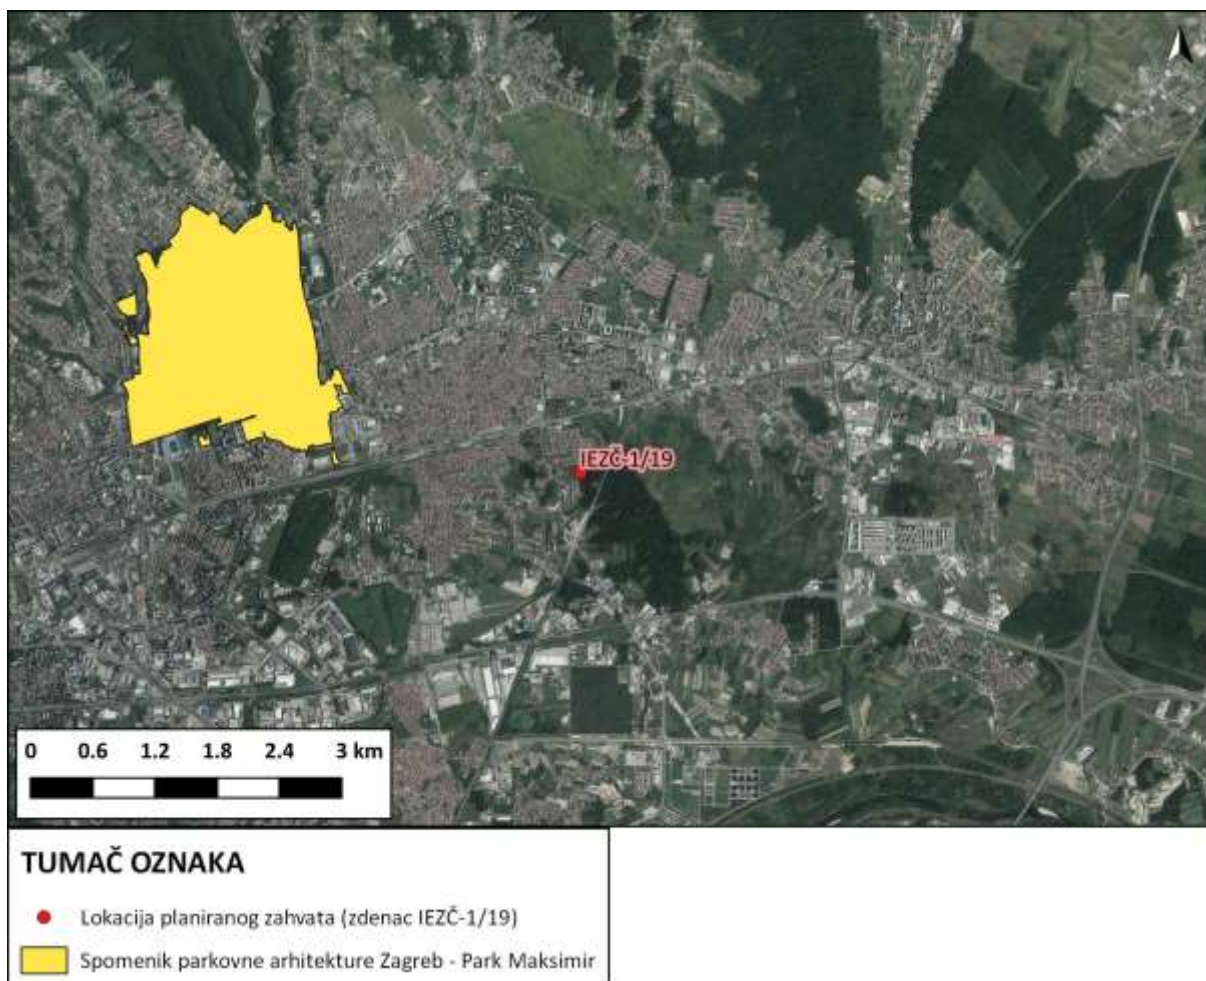 IEZČ-1/19
0 0.6 1.2 1.8 2.4 3 km
TUMAČ OZNAKA
Lokacija planiranog zahvata (zdenac IEZČ-1/19)
Spomenik parkovne arhitekture Zagreb - Park Maksimir